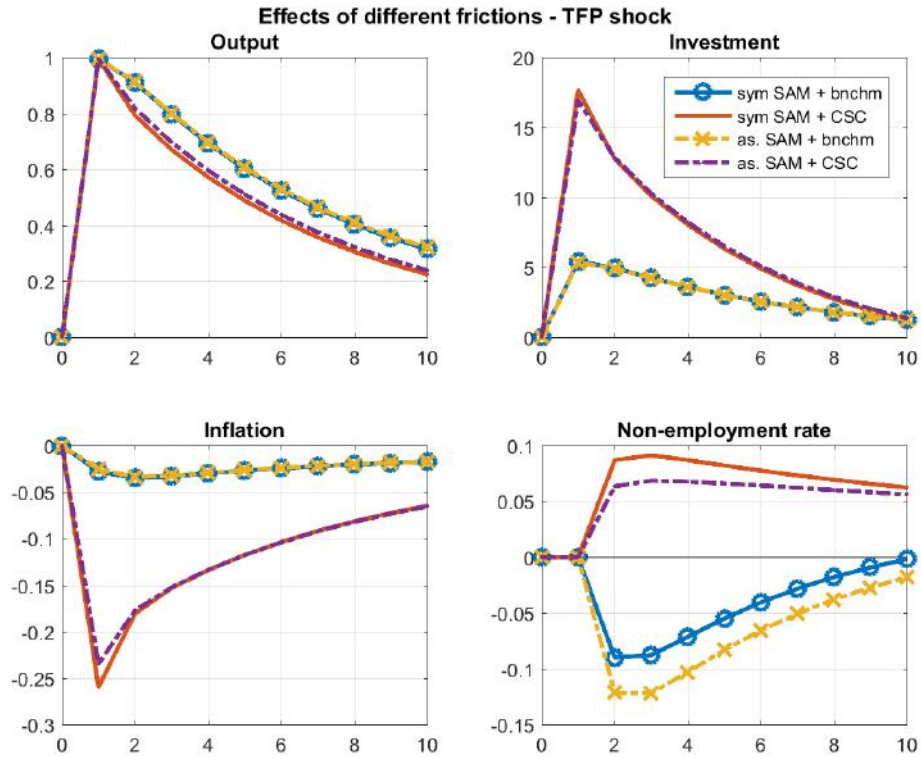 Effects of different frictions - TFP shock
Output
1
0.8
0.6
0.4
0.2
0
0 2 4 6 8 10
Investment
20
15
10
5
0
0 2 4 6 8 10
sym SAM + bnchm
sym SAM + CSC
as. SAM + bnchm
as. SAM + CSC
Inflation
0
-0.05
-0.1
-0.15
-0.2
-0.25
-0.3
0 2 4 6 8 10
Non-employment rate
0.1
0.05
0
-0.05
-0.1
-0.15
0 2 4 6 8 10